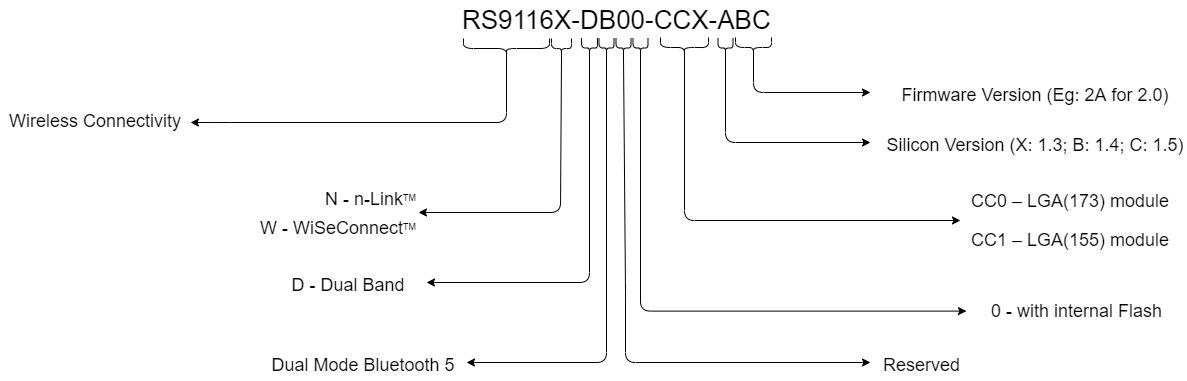 RS9116X-DB00-CCX-ABC
Firmware Version (Eg: 2A for 2.0)
Wireless Connectivity
Silicon Version (X: 1.3; B: 1.4; C: 1.5)
N - n-Link™
W - WiSeConnect™
CC0 – LGA(173) module
CC1 – LGA(155) module
D - Dual Band
0 - with internal Flash
Dual Mode Bluetooth 5
Reserved